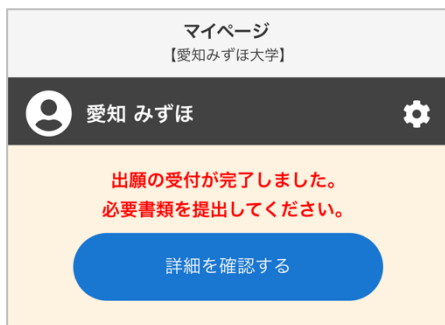 マイページ
【愛知みずほ大学】
愛知 みずほ
出願の受付が完了しました。
必要書類を提出してください。
詳細を確認する